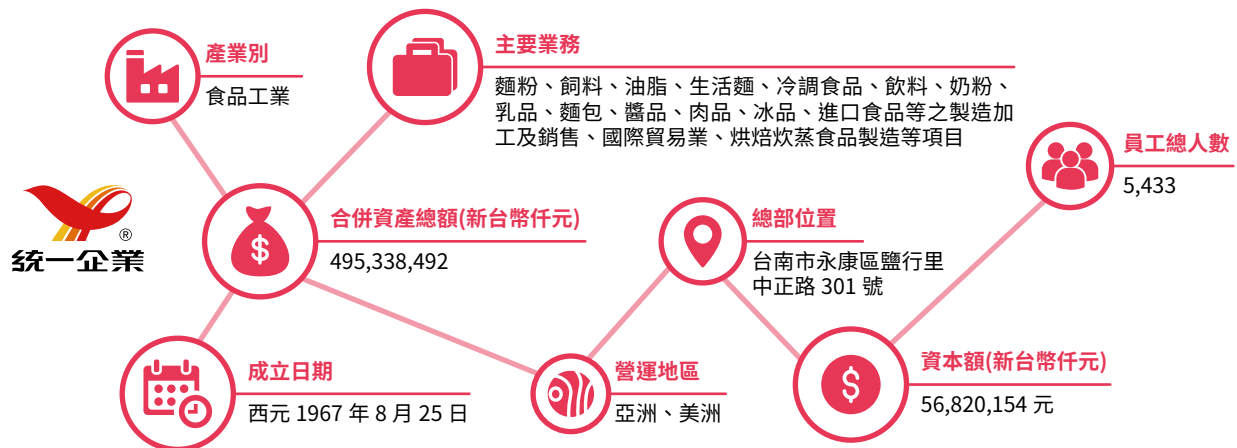 產業別
食品工業
主要業務
麵粉、飼料、油脂、生活麵、冷調食品、飲料、奶粉、
乳品、麵包、醬品、肉品、冰品、進口食品等之製造加
工及銷售、國際貿易業、烘焙炊蒸食品製造等項目
員工總人數
5,433
®
統一企業
合併資產總額(新台幣仟元)
495,338,492
總部位置
台南市永康區鹽行里
中正路 301 號
成立日期
西元 1967 年 8 月 25 日
營運地區
亞洲、美洲
資本額(新台幣仟元)
56,820,154 元